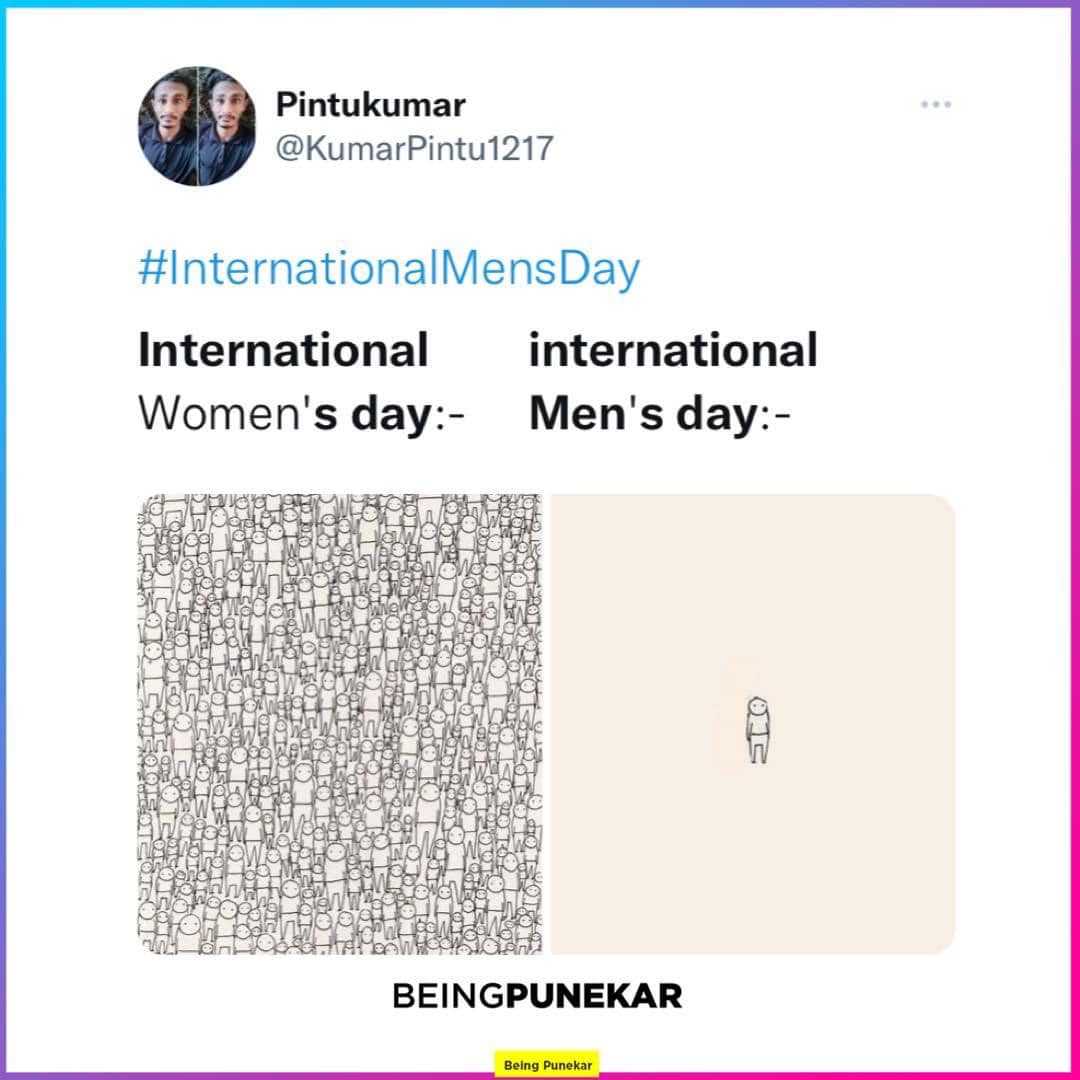 Pintukumar
@KumarPintu1217
#InternationalMensDay
International international
Women's day:- Men's day:-
BEINGPUNEKAR
Being Punekar